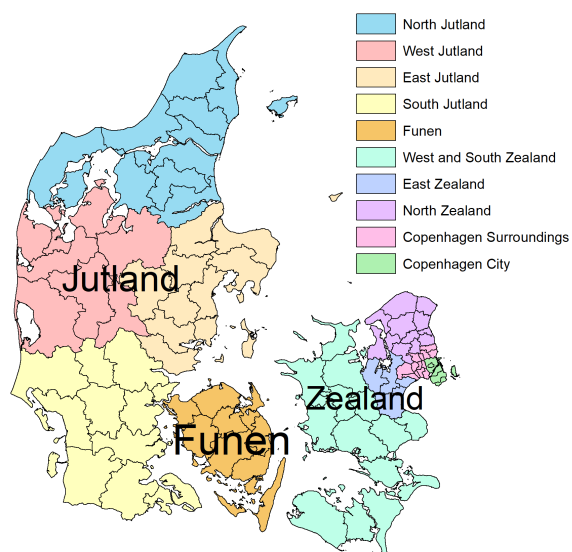 North Jutland
West Jutland
East Jutland
South Jutland
Funen
West and South Zealand
East Zealand
North Zealand
Copenhagen Surroundings
Copenhagen City
Jutland
Zealand
Funen